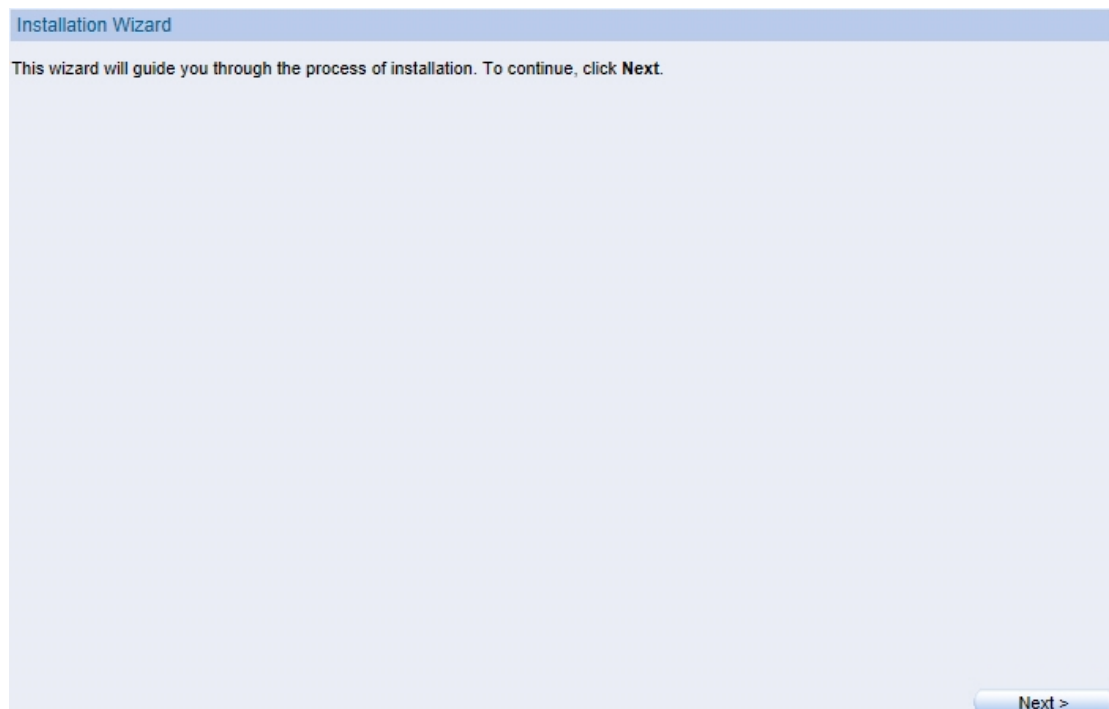 Installation Wizard
This wizard will guide you through the process of installation. To continue, click Next.
Next >